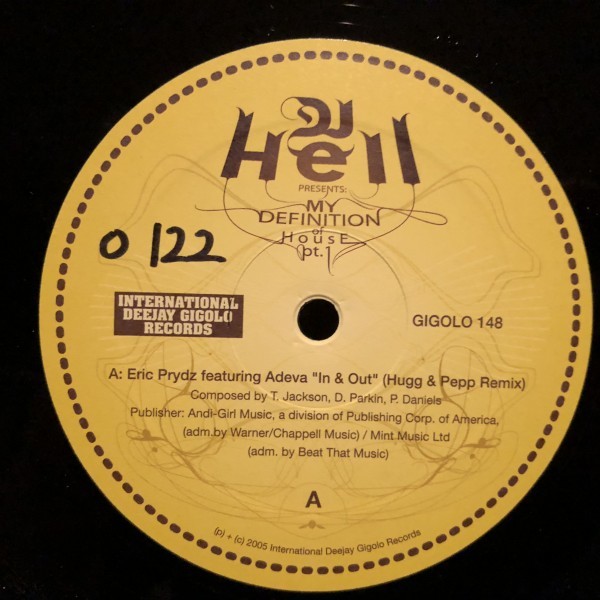 DJ
Hell
PRESENTS:
MY
DEFINITION
of
HousE
pt.1
0 122
INTERNATIONAL
DEEJAY GIGOLO
RECORDS
GIGOLO 148
A: Eric Prydz featuring Adeva "In & Out" (Hugg & Pepp Remix)
Composed by T. Jackson, D. Parkin, P. Daniels
Publisher: Andi-Girl Music, a division of Publishing Corp. of America,
(adm.by Warner/Chappell Music) / Mint Music Ltd
(adm. by Beat That Music)
A
(p) + (c) 2005 International Deejay Gigolo Records